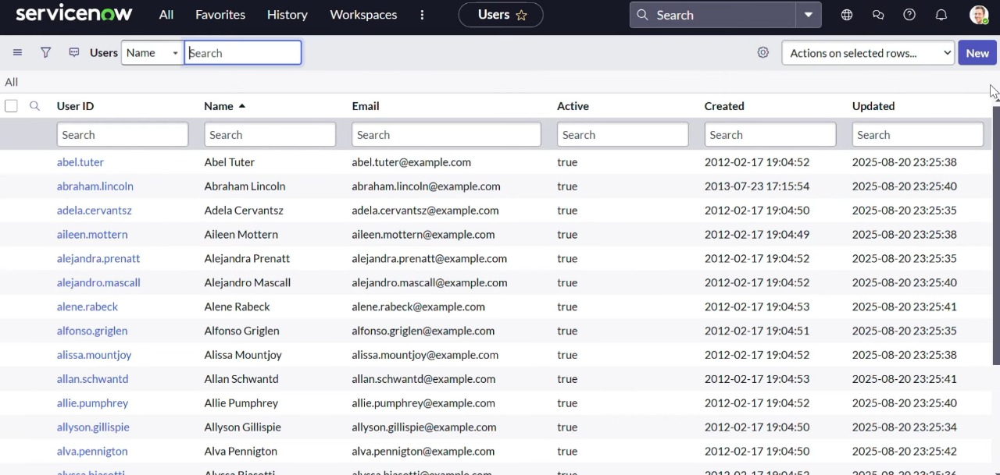 servicenow All Favorites History Workspaces Users Search
Users Name Search Actions on selected rows... New
All
User ID Name Email Active Created Updated
Search Search Search Search Search Search
abel.tuter Abel Tuter abel.tuter@example.com true 2012-02-17 19:04:52 2025-08-20 23:25:38
abraham.lincoln Abraham Lincoln abraham.lincoln@example.com true 2013-07-23 17:15:54 2025-08-20 23:25:40
adela.cervantsz Adela Cervantsz adela.cervantsz@example.com true 2012-02-17 19:04:50 2025-08-20 23:25:35
aileen.mottern Aileen Mottern aileen.mottern@example.com true 2012-02-17 19:04:49 2025-08-20 23:25:38
alejandra.prenatt Alejandra Prenatt alejandra.prenatt@example.com true 2012-02-17 19:04:52 2025-08-20 23:25:35
alejandro.mascall Alejandro Mascall alejandro.mascall@example.com true 2012-02-17 19:04:52 2025-08-20 23:25:40
alene.rabeck Alene Rabeck alene.rabeck@example.com true 2012-02-17 19:04:53 2025-08-20 23:25:41
alfonso.griglen Alfonso Griglen alfonso.griglen@example.com true 2012-02-17 19:04:51 2025-08-20 23:25:35
alissa.mountjoy Alissa Mountjoy alissa.mountjoy@example.com true 2012-02-17 19:04:52 2025-08-20 23:25:38
allan.schwantd Allan Schwantd allan.schwantd@example.com true 2012-02-17 19:04:53 2025-08-20 23:25:41
allie.pumphrey Allie Pumphrey allie.pumphrey@example.com true 2012-02-17 19:04:52 2025-08-20 23:25:40
allyson.gillispie Allyson Gillispie allyson.gillispie@example.com true 2012-02-17 19:04:50 2025-08-20 23:25:34
alva.pennigton Alva Pennigton alva.pennigton@example.com true 2012-02-17 19:04:50 2025-08-20 23:25:42